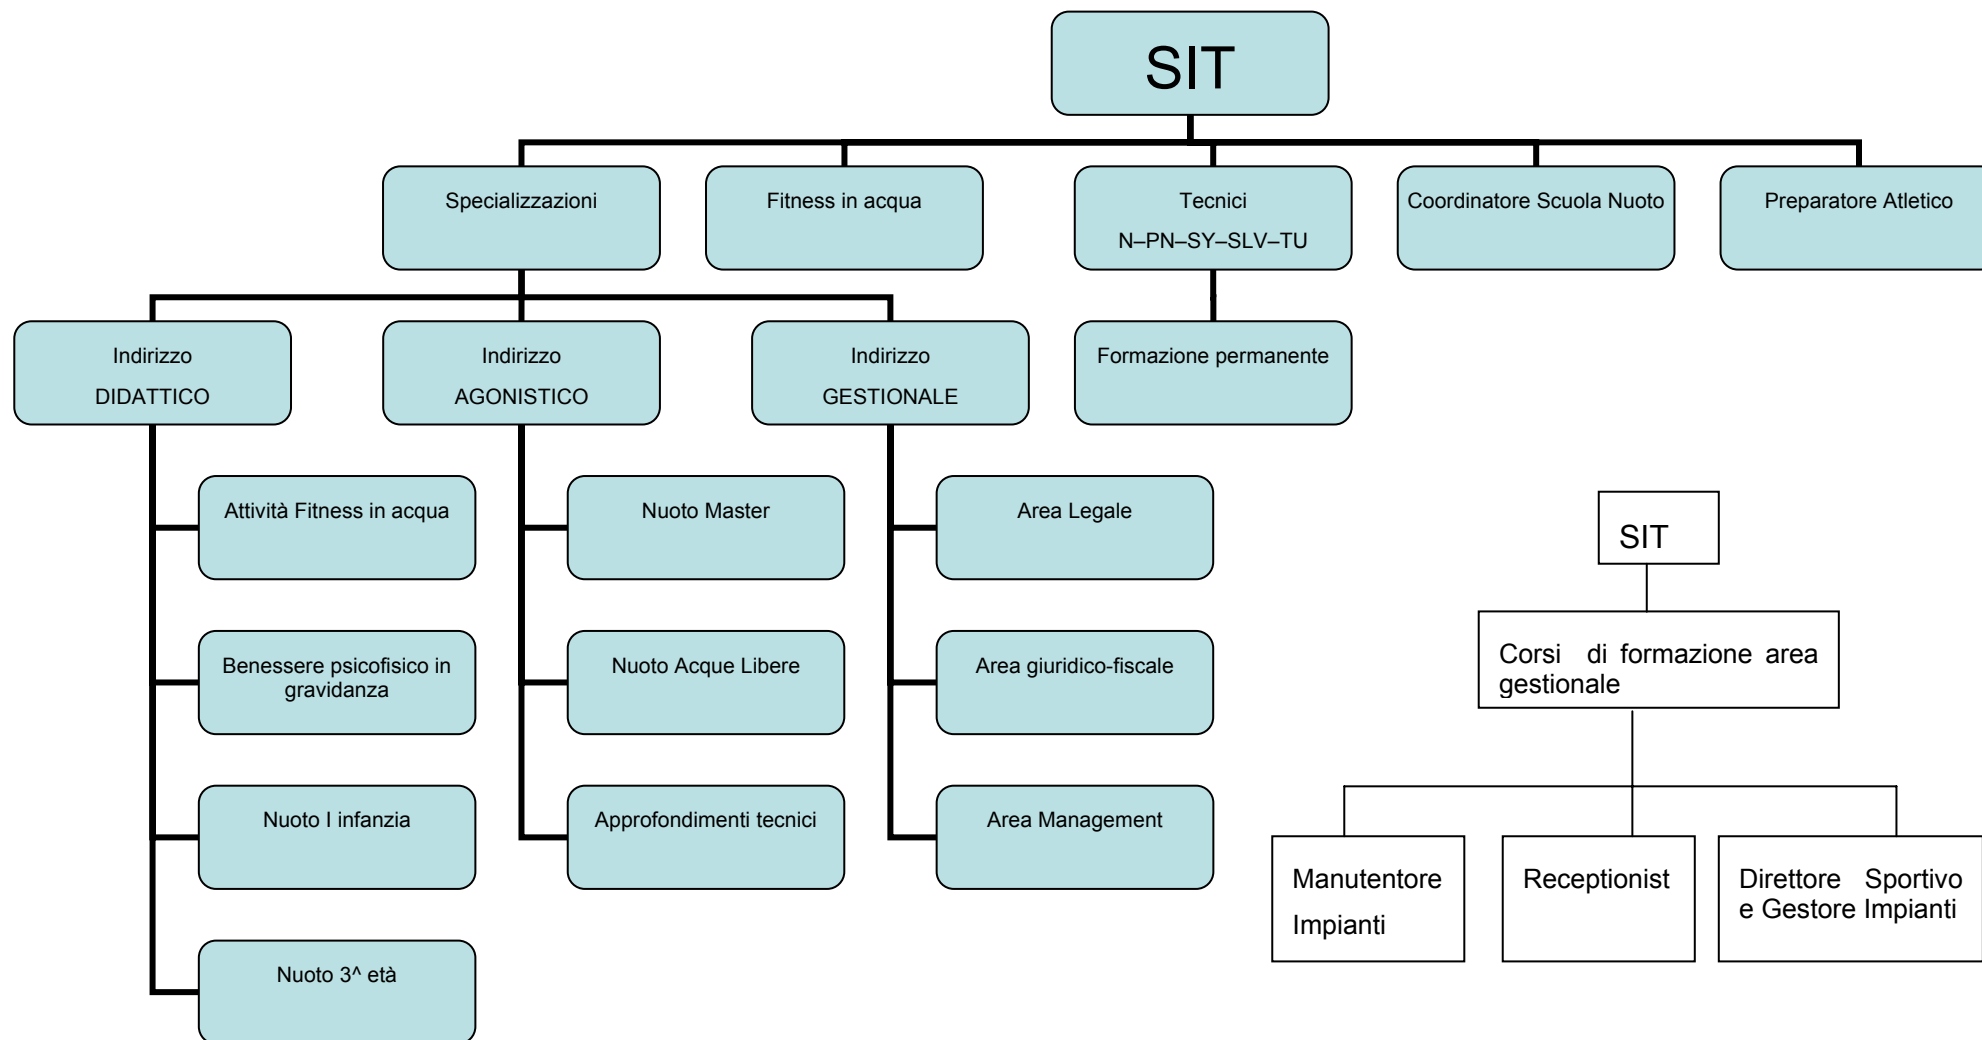 SIT
Specializzazioni
Fitness in acqua
Tecnici
N–PN–SY–SLV–TU
Coordinatore Scuola Nuoto
Preparatore Atletico
Indirizzo
DIDATTICO
Indirizzo
AGONISTICO
Indirizzo
GESTIONALE
Formazione permanente
Attività Fitness in acqua
Benessere psicofisico in
gravidanza
Nuoto I infanzia
Nuoto 3^ età
Nuoto Master
Nuoto Acque Libere
Approfondimenti tecnici
Area Legale
Area giuridico-fiscale
Area Management
SIT
Corsi di formazione area
gestionale
Manutentore
Impianti
Receptionist
Direttore Sportivo
e Gestore Impianti